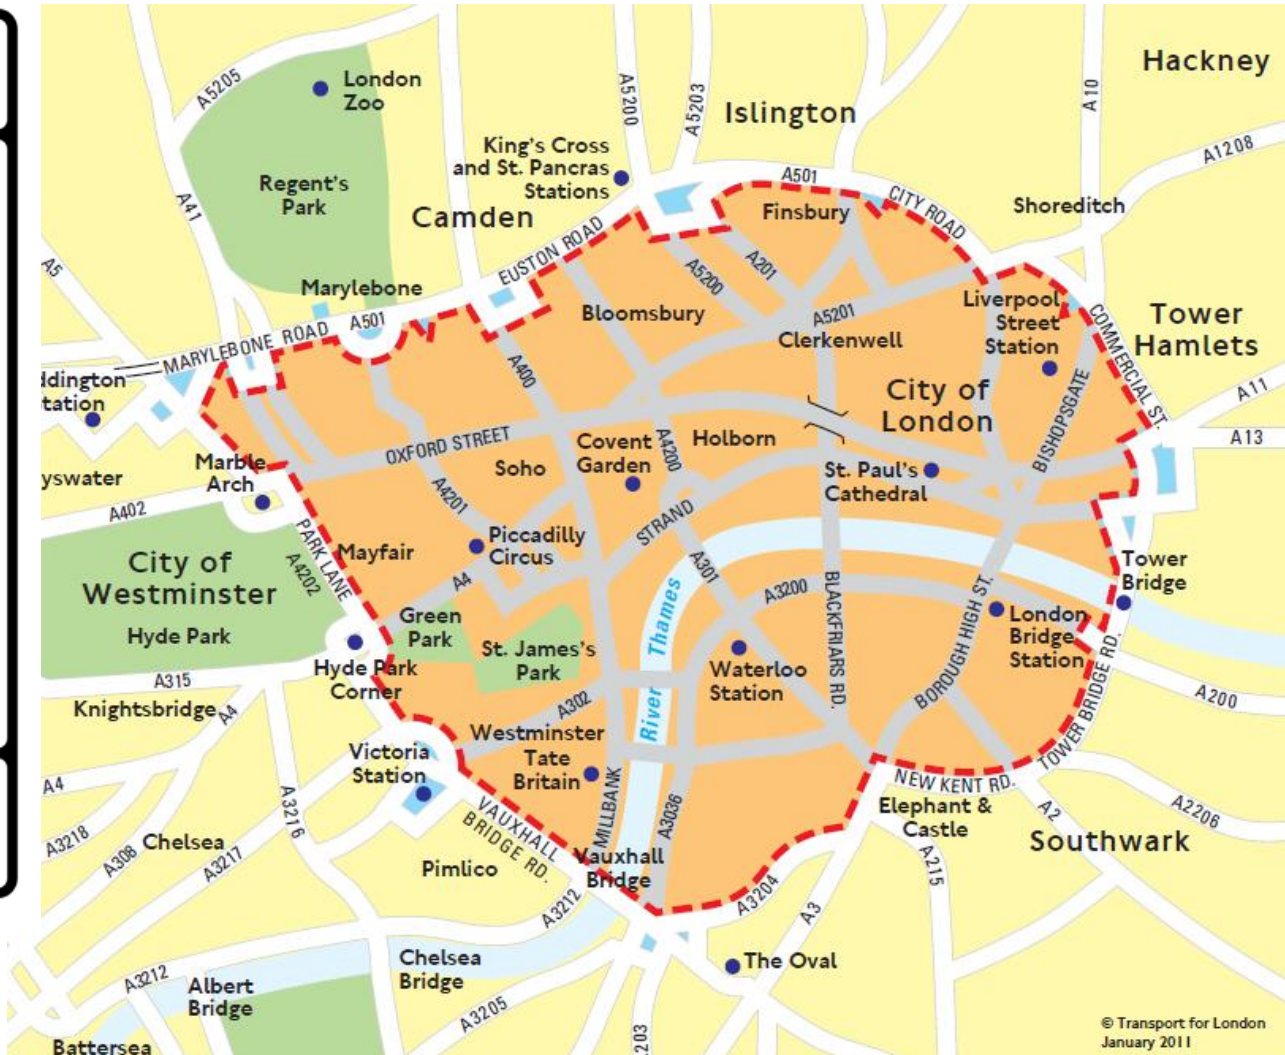 Hackney
London
Zoo
A5205
A5200
A5203
A10
Islington
King's Cross
and St. Pancras
Stations
A1208
Regent's
Park
A41
Camden
A501
Finsbury
CITY ROAD
Shoreditch
EUSTON ROAD
A5
Marylebone
A5200
A201
Bloomsbury
Liverpool
Street
Station
COMMERCIAL ST.
Tower
Hamlets
MARYLEBONE ROAD
A501
A5201
Clerkenwell
ddington
tation
A400
City of
London
BISHOPSGATE
A11
A13
OXFORD STREET
Covent
Garden
A4200
Holborn
Marble
Arch
Soho
St. Paul's
Cathedral
yswater
A402
A4201
STRAND
PARK LANE
A4202
Mayfair
Piccadilly
Circus
City of
Westminster
Hyde Park
A4
A301
A3200
BLACKFRIARS RD.
Tower
Bridge
River Thames
BOROUGH HIGH ST.
London
Bridge
Station
Green
Park
St. James's
Park
Waterloo
Station
Hyde Park
Corner
A315
Knightsbridge
A4
A302
TOWER BRIDGE RD.
A200
Westminster
Tate
Britain
Victoria
Station
MILLBANK
A3036
NEW KENT RD.
A4
A3216
VAUXHALL
BRIDGE RD.
Elephant &
Castle
A2
A2206
A3218
A308
Chelsea
A3217
Pimlico
Vauxhall
Bridge
A215
Southwark
A3212
A3204
A3
Chelsea
Bridge
The Oval
A3212
Albert
Bridge
A3205
203
Battersea
© Transport for London
January 2011